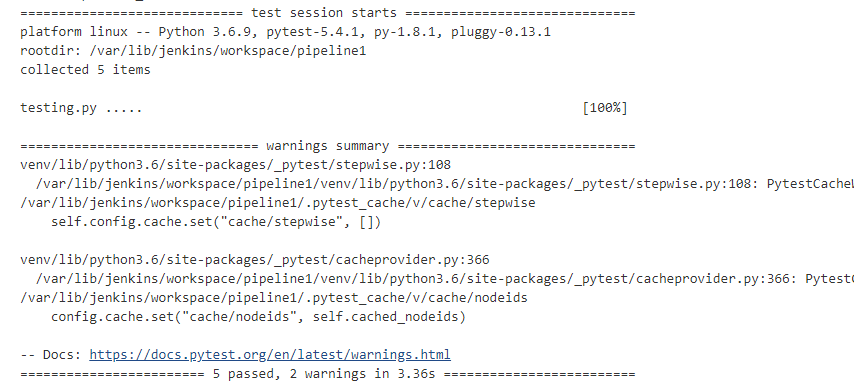 ============================= test session starts ==============================
platform linux -- Python 3.6.9, pytest-5.4.1, py-1.8.1, pluggy-0.13.1
rootdir: /var/lib/jenkins/workspace/pipeline1
collected 5 items
testing.py ..... [100%]
=============================== warnings summary ===============================
venv/lib/python3.6/site-packages/_pytest/stepwise.py:108
/var/lib/jenkins/workspace/pipeline1/venv/lib/python3.6/site-packages/_pytest/stepwise.py:108: PytestCache
/var/lib/jenkins/workspace/pipeline1/.pytest_cache/v/cache/stepwise
self.config.cache.set("cache/stepwise", [])
venv/lib/python3.6/site-packages/_pytest/cacheprovider.py:366
/var/lib/jenkins/workspace/pipeline1/venv/lib/python3.6/site-packages/_pytest/cacheprovider.py:366: Pytest
/var/lib/jenkins/workspace/pipeline1/.pytest_cache/v/cache/nodeids
config.cache.set("cache/nodeids", self.cached_nodeids)
-- Docs: https://docs.pytest.org/en/latest/warnings.html
======================== 5 passed, 2 warnings in 3.36s =========================